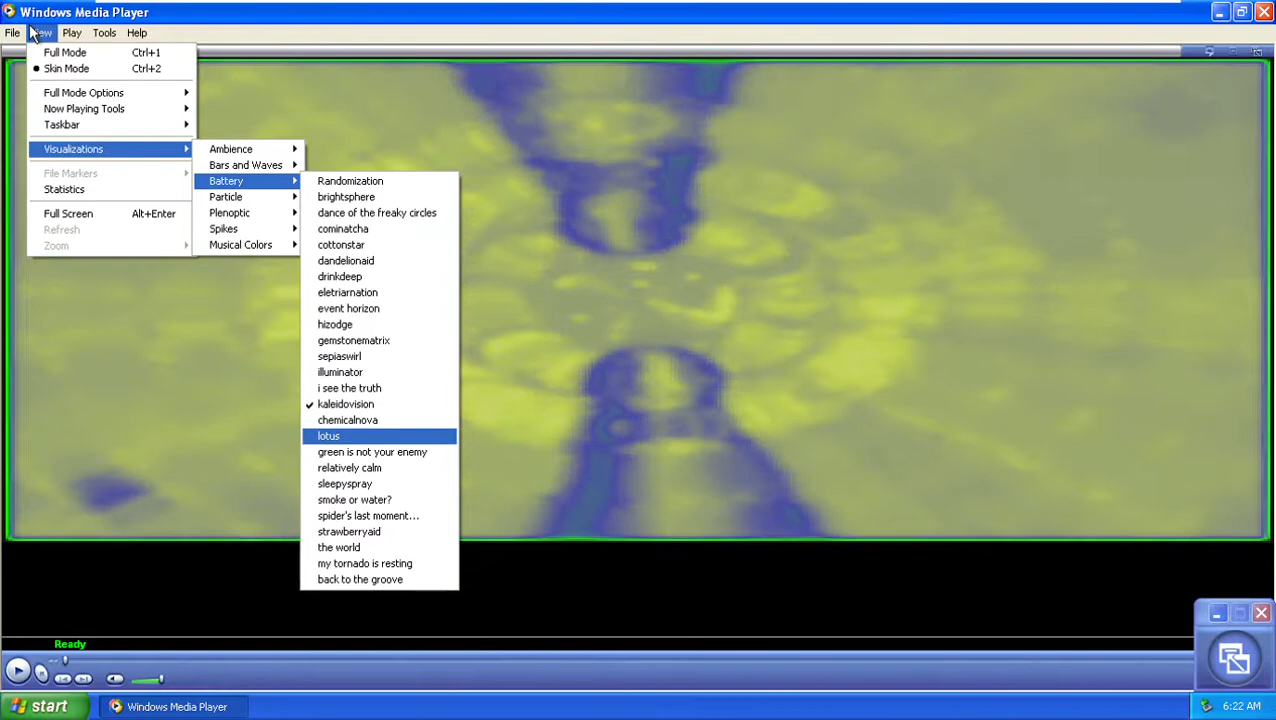 Windows Media Player
File
Play
Tools
Help
Full Mode Ctrl+1
Skin Mode Ctrl+2
Full Mode Options
Now Playing Tools
Taskbar
Visualizations
File Markers
Statistics
Full Screen Alt+Enter
Refresh
Zoom
Ambience
Bars and Waves
Battery
Particle
Plenoptic
Spikes
Musical Colors
Randomization
brightsphere
dance of the freaky circles
cominatcha
cottonstar
dandelionaid
drinkdeep
eletriarnation
event horizon
hizodge
gemstonematrix
sepiaswirl
illuminator
i see the truth
kaleidovision
chemicalnova
lotus
green is not your enemy
relatively calm
sleepyspray
smoke or water?
spider's last moment...
strawberryaid
the world
my tornado is resting
back to the groove
Ready
start
Windows Media Player
6:22 AM